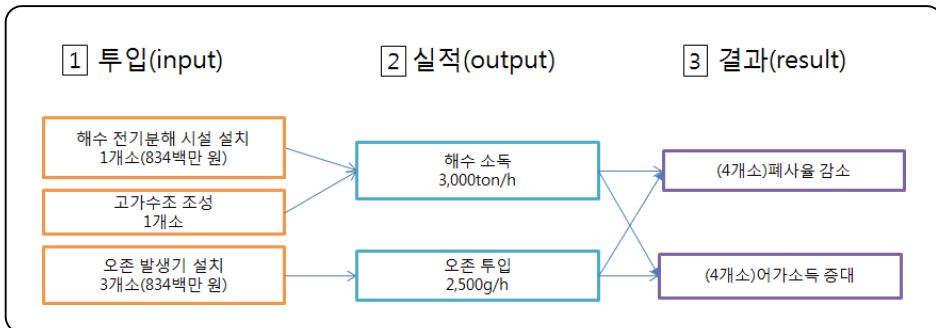 1 투입(input)
2 실적(output)
3 결과(result)
해수 전기분해 시설 설치
1개소(834백만 원)
고가수조 조성
1개소
오존 발생기 설치
3개소(834백만 원)
해수 소독
3,000ton/h
오존 투입
2,500g/h
(4개소)폐사율 감소
(4개소)어가소득 증대